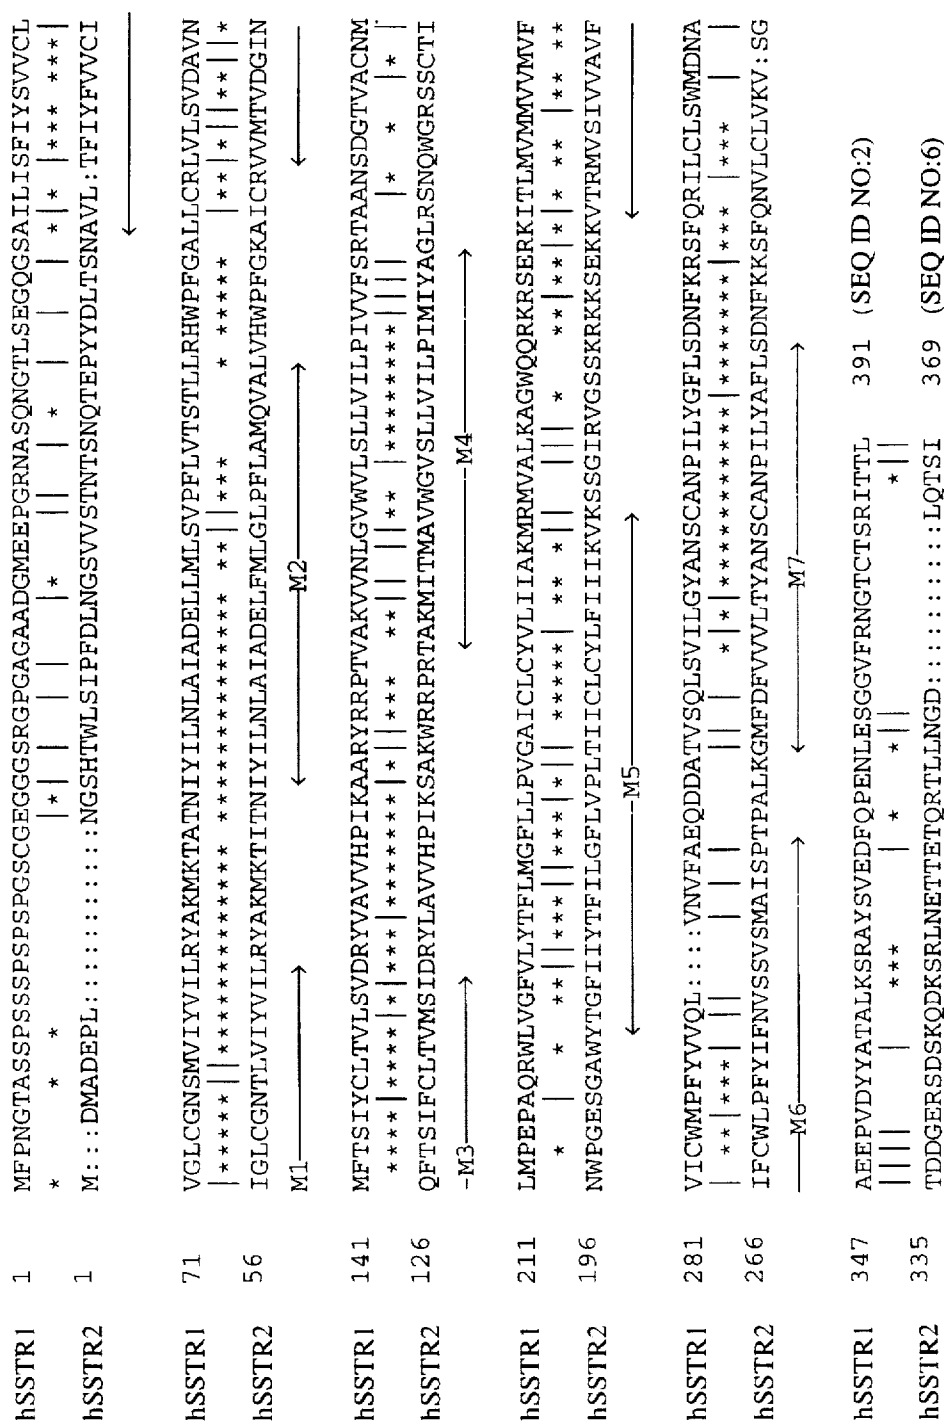 hSSTR1 1 MFPNGTASSPSSSPSPSPGSCGEGGGSRGPGAGAADGMEEPGRNASQNGTLSEGQGSAILISFIYSVVCL
hSSTR2 1 M:::DMADEPL::::::::::NGSHTWLSIPFDLNGSVVSTNTSNQTEPYYDLTSNAVL:TFIYFVVCI
hSSTR1 71 VGLCGNSMVIYVILRYAKMKTATNIYILNLAIADELLMLSVPFLVTSTLLRHWPFGALLCRLVLSVDAVN
hSSTR2 56 IGLCGNTLVIYVILRYAKMKTITNIYILNLAIADELFMLGLPFLAMQVALVHWPFGKAICRVVMTVDGIN
M1 M2
hSSTR1 141 MFTSIYCLTVLSVDRYVAVVHPIKAARYRRPTVAKVVNLGVWVLSLLVILPIVVFSRTAANSDGTVACNM
hSSTR2 126 QFTSIFCLTVMSIDRYLAVVHPIKSAKWRRPRTAKMITMAVWGVSLLVILPIMIYAGLRSNQWGRSSCTI
-M3 -M4
hSSTR1 211 LMPEPAQRWLVGFVLYTFLMGFLLPVGAICLCYVLIIAKMRMVALKAGWQQRKRSERKITLMVMMVVMVF
hSSTR2 196 NWPGESGAWYTGFIIYTFILGFLVPLTIICLCYLFIIIKVKSSGIRVGSSKRKKSEKKVTRMVSIVVAVF
M5
hSSTR1 281 VICWMPFYVVQL::::VNVFAEQDDATVSQLSVILGYANSCANPILYGFLSDNFKRSFQRILCLSWMDNA
hSSTR2 266 IFCWLPFYIFNVSSVSMAISPTPALKGMFDFVVVLTYANSCANPILYAFLSDNFKKSFQNVLCLVKV:SG
M6 M7
hSSTR1 347 AEEPVDYYATALKSRAYSVEDFQPENLESGGVFRNGTCTSRITTL 391 (SEQ ID NO:2)
hSSTR2 335 TDDGERSDSKQDKSRLNETTETQRTLLNGD::::::::::LQTSI 369 (SEQ ID NO:6)